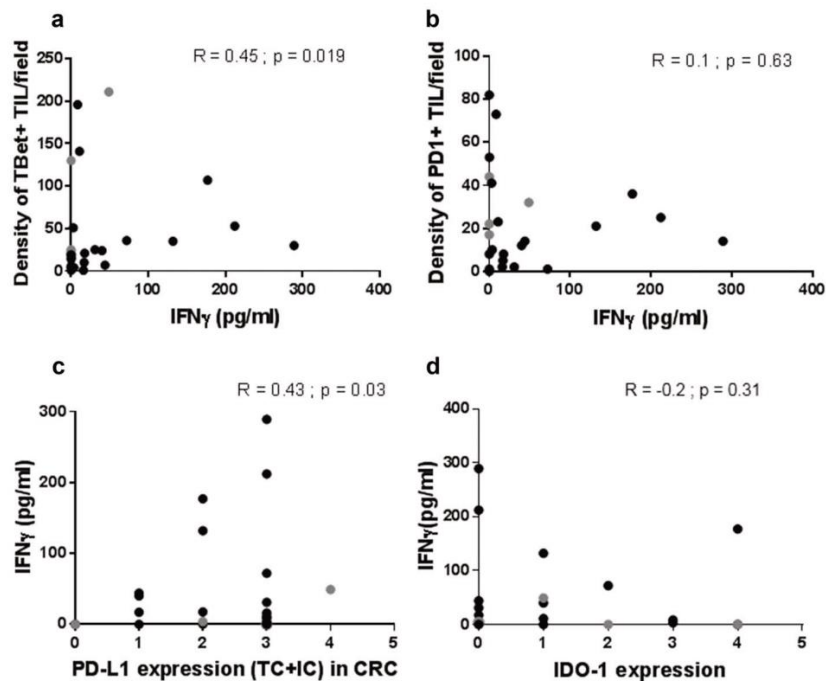 a
R = 0.45 ; p = 0.019
Density of TBet+ TIL/field
250
200
150
100
50
0
0 100 200 300 400
IFNγ (pg/ml)
b
R = 0.1 ; p = 0.63
Density of PD1+ TIL/field
100
80
60
40
20
0
0 100 200 300 400
IFNγ (pg/ml)
c
R = 0.43 ; p = 0.03
IFNγ (pg/ml)
300
200
100
0
0 1 2 3 4 5
PD-L1 expression (TC+IC) in CRC
d
R = -0.2 ; p = 0.31
IFNγ(pg/ml)
400
300
200
100
0
0 1 2 3 4 5
IDO-1 expression